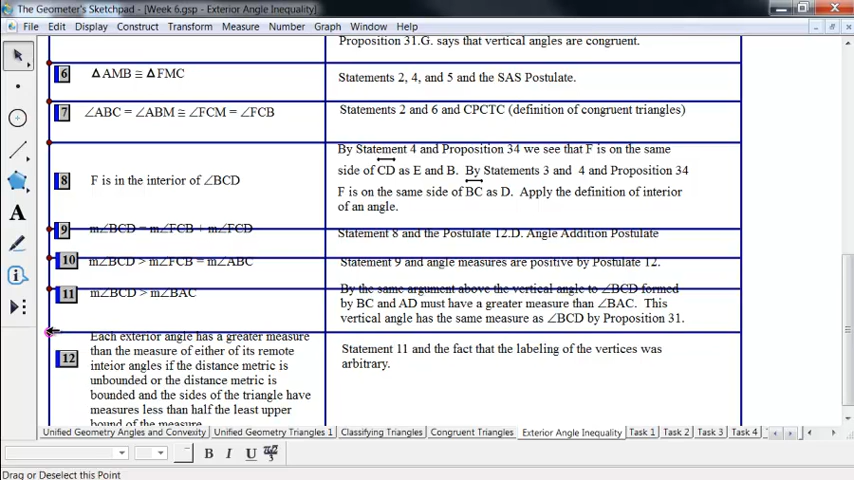 The Geometer's Sketchpad - [Week 6.gsp - Exterior Angle Inequality]
File Edit Display Construct Transform Measure Number Graph Window Help
Proposition 31.G. says that vertical angles are congruent.
6 ΔAMB ≅ ΔFMC Statements 2, 4, and 5 and the SAS Postulate.
7 ∠ABC = ∠ABM ≅ ∠FCM = ∠FCB Statements 2 and 6 and CPCTC (definition of congruent triangles)
By Statement 4 and Proposition 34 we see that F is on the same
side of CD as E and B. By Statements 3 and 4 and Proposition 34
8 F is in the interior of ∠BCD F is on the same side of BC as D. Apply the definition of interior
of an angle.
9 m∠BCD = m∠FCB + m∠FCD Statement 8 and the Postulate 12.D. Angle Addition Postulate
10 m∠BCD > m∠FCB = m∠ABC Statement 9 and angle measures are positive by Postulate 12.
11 m∠BCD > m∠BAC By the same argument above the vertical angle to ∠BCD formed
by BC and AD must have a greater measure than ∠BAC. This
vertical angle has the same measure as ∠BCD by Proposition 31.
12
Each exterior angle has a greater measure
than the measure of either of its remote
inteior angles if the distance metric is
unbounded or the distance metric is
bounded and the sides of the triangle have
measures less than half the least upper
bound of the measure.
Statement 11 and the fact that the labeling of the vertices was
arbitrary.
Unified Geometry Angles and Convexity Unified Geometry Triangles 1 Classifying Triangles Congruent Triangles Exterior Angle Inequality Task 1 Task 2 Task 3 Task 4
B I U
Drag or Deselect this Point